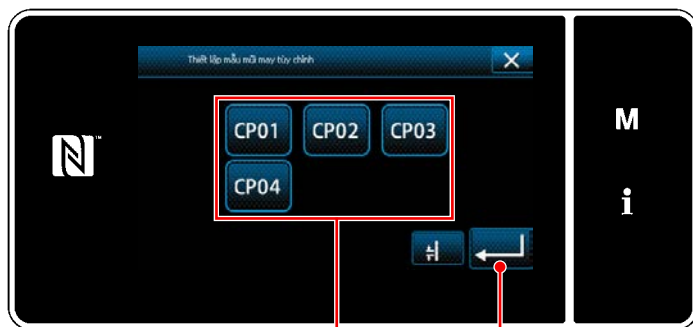 Thiết lập mẫu mũi may tùy chỉnh
CP01 CP02 CP03
CP04
M
i